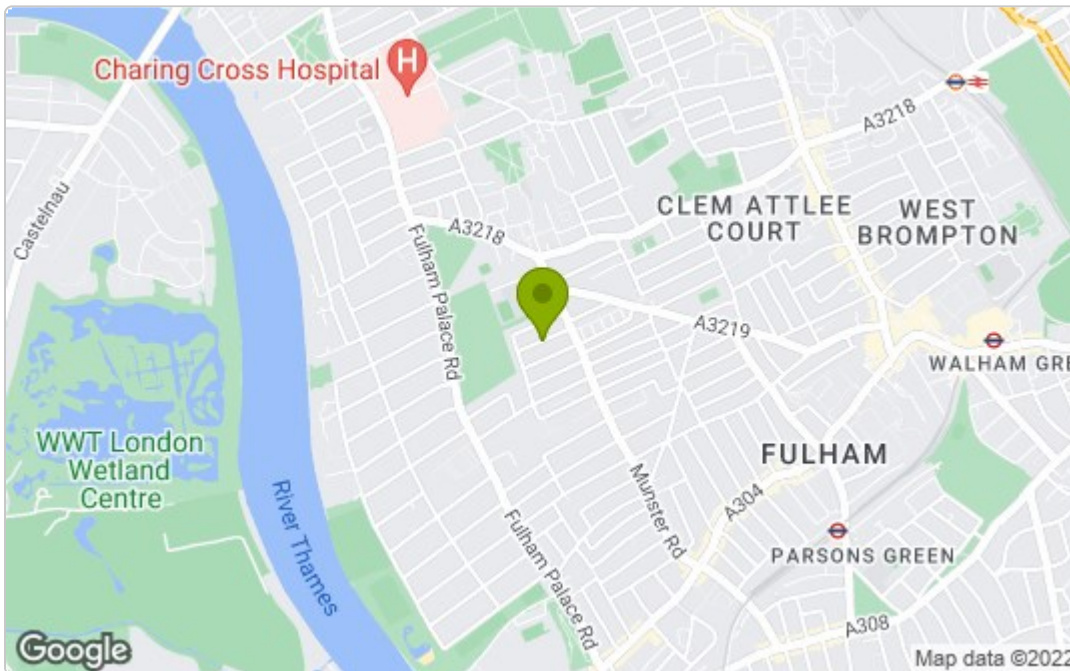 Charing Cross Hospital
H
A3218
Castelnau
A3218
CLEM ATTLEE
COURT
WEST
BROMPTON
Fulham Palace Rd
A3219
WALHAM GRE
WWT London
Wetland
Centre
FULHAM
River Thames
Munster Rd
A304
Fulham Palace Rd
PARSONS GREEN
A308
Google
Map data ©2022